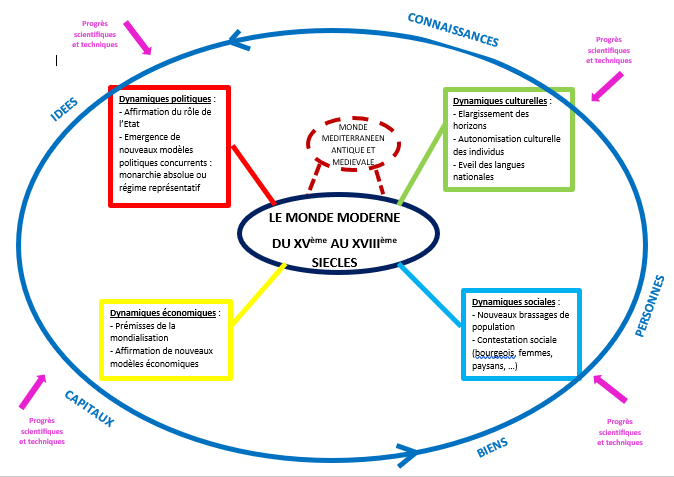 Progrès
scientifiques
et techniques
CONNAISSANCES
Progrès
scientifiques
et techniques
IDEES
Dynamiques politiques :
- Affirmation du rôle de
l'Etat
- Emergence de
nouveaux modèles
politiques concurrents :
monarchie absolue ou
régime représentatif
MONDE
MEDITERRANEEN
ANTIQUE ET
MEDIEVALE
Dynamiques culturelles :
- Elargissement des
horizons
- Autonomisation culturelle
des individus
- Eveil des langues
nationales
LE MONDE MODERNE
DU XVème AU XVIIIème
SIECLES
Dynamiques économiques :
- Prémisses de la
mondialisation
- Affirmation de nouveaux
modèles économiques
Dynamiques sociales :
- Nouveaux brassages de
population
- Contestation sociale
(bourgeois, femmes,
paysans, ...)
PERSONNES
CAPITAUX
BIENS
Progrès
scientifiques
et techniques
Progrès
scientifiques
et techniques